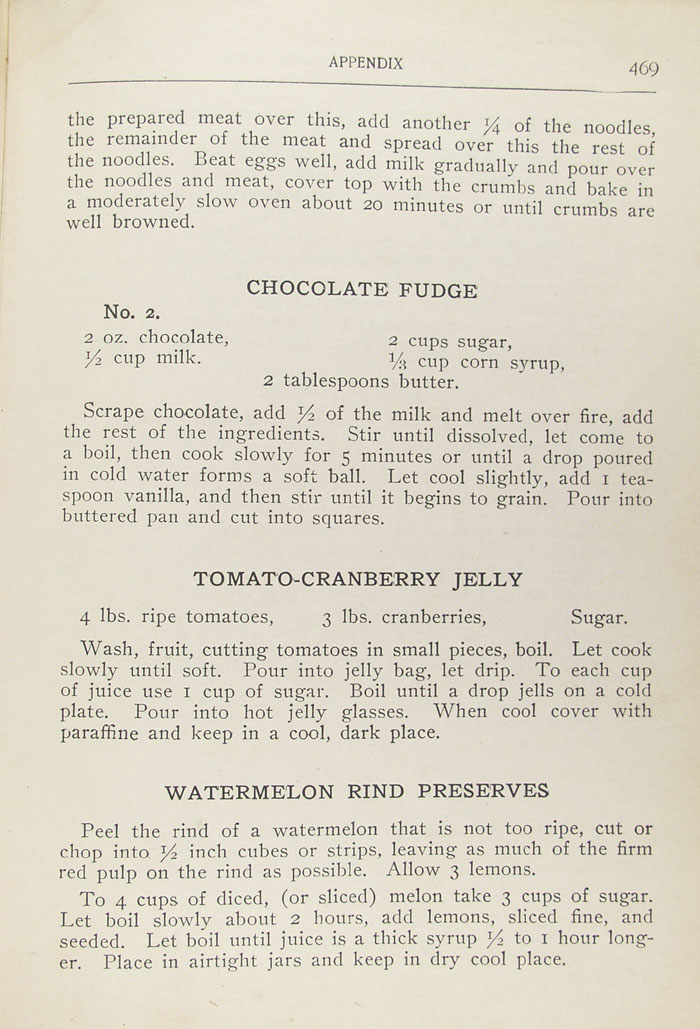 APPENDIX 469
the prepared meat over this, add another ¼ of the noodles,
the remainder of the meat and spread over this the rest of
the noodles. Beat eggs well, add milk gradually and pour over
the noodles and meat, cover top with the crumbs and bake in
a moderately slow oven about 20 minutes or until crumbs are
well browned.
CHOCOLATE FUDGE
No. 2.
2 oz. chocolate, 2 cups sugar,
½ cup milk. ⅓ cup corn syrup,
2 tablespoons butter.
Scrape chocolate, add ½ of the milk and melt over fire, add
the rest of the ingredients. Stir until dissolved, let come to
a boil, then cook slowly for 5 minutes or until a drop poured
in cold water forms a soft ball. Let cool slightly, add 1 tea-
spoon vanilla, and then stir until it begins to grain. Pour into
buttered pan and cut into squares.
TOMATO-CRANBERRY JELLY
4 lbs. ripe tomatoes, 3 lbs. cranberries, Sugar.
Wash, fruit, cutting tomatoes in small pieces, boil. Let cook
slowly until soft. Pour into jelly bag, let drip. To each cup
of juice use 1 cup of sugar. Boil until a drop jells on a cold
plate. Pour into hot jelly glasses. When cool cover with
paraffine and keep in a cool, dark place.
WATERMELON RIND PRESERVES
Peel the rind of a watermelon that is not too ripe, cut or
chop into ½ inch cubes or strips, leaving as much of the firm
red pulp on the rind as possible. Allow 3 lemons.
To 4 cups of diced, (or sliced) melon take 3 cups of sugar.
Let boil slowly about 2 hours, add lemons, sliced fine, and
seeded. Let boil until juice is a thick syrup ½ to 1 hour long-
er. Place in airtight jars and keep in dry cool place.